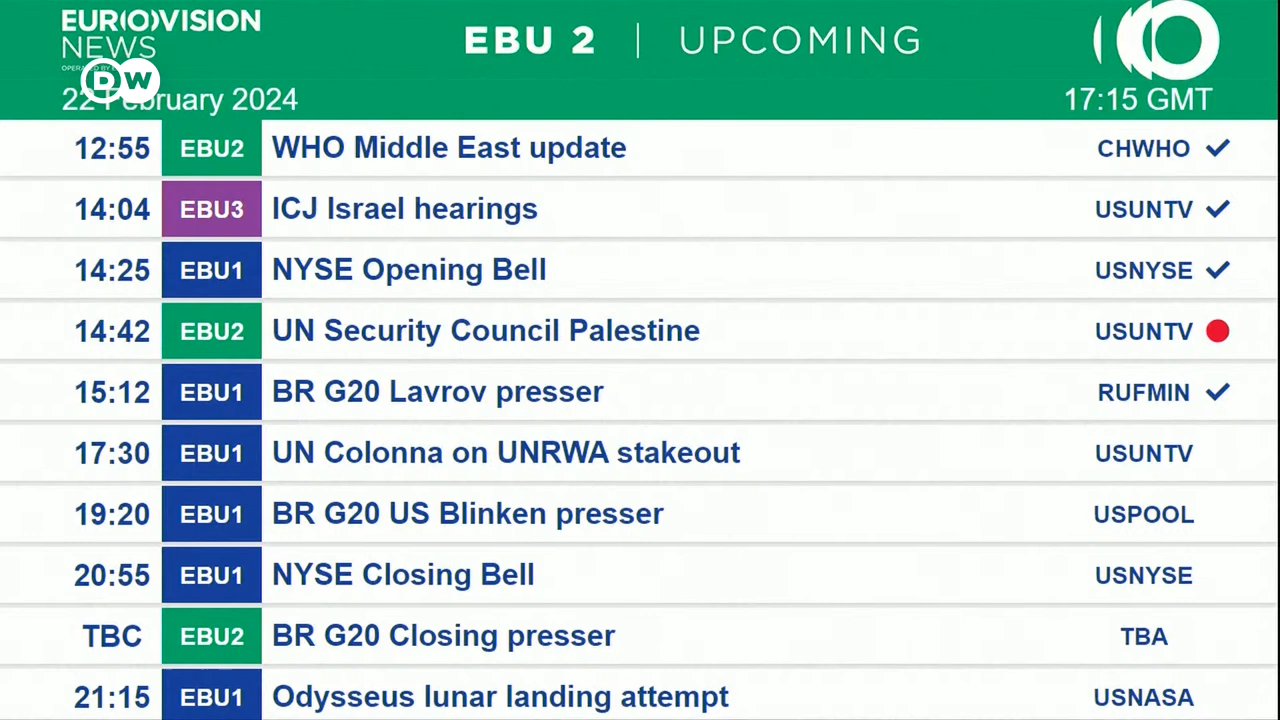 EUROVISION
NEWS
OPERATED BY
DW
22 February 2024
EBU 2 | UPCOMING
17:15 GMT
12:55 EBU2 WHO Middle East update CHWHO ✓
14:04 EBU3 ICJ Israel hearings USUNTV ✓
14:25 EBU1 NYSE Opening Bell USNYSE ✓
14:42 EBU2 UN Security Council Palestine USUNTV
15:12 EBU1 BR G20 Lavrov presser RUFMIN ✓
17:30 EBU1 UN Colonna on UNRWA stakeout USUNTV
19:20 EBU1 BR G20 US Blinken presser USPOOL
20:55 EBU1 NYSE Closing Bell USNYSE
TBC EBU2 BR G20 Closing presser TBA
21:15 EBU1 Odysseus lunar landing attempt USNASA